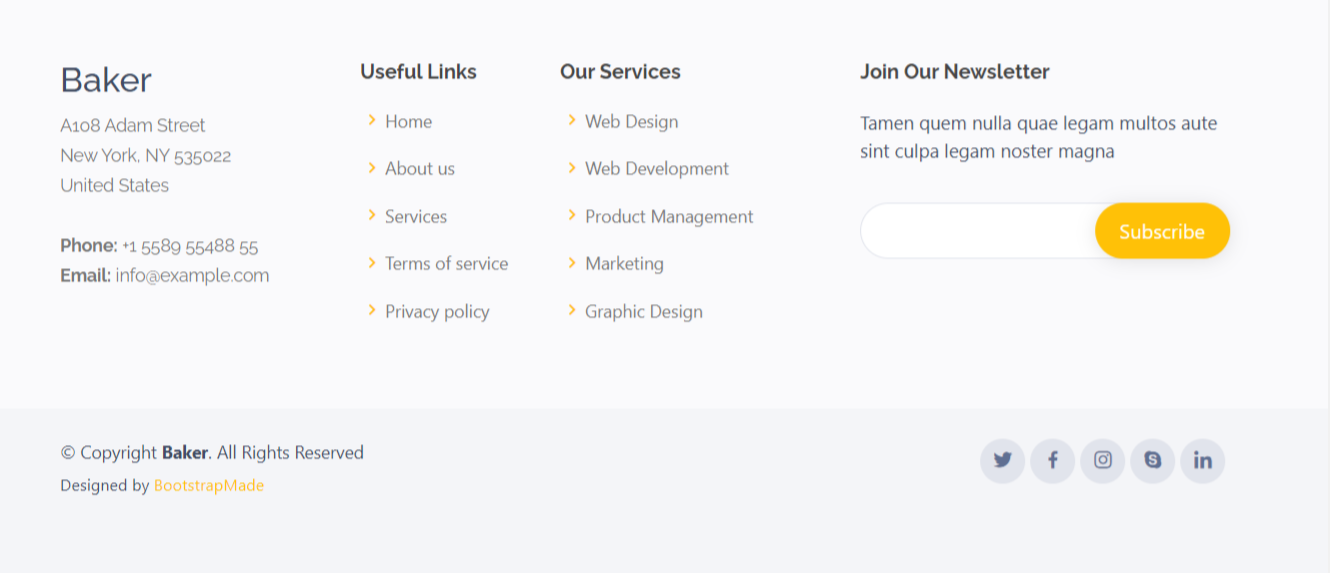 Baker
A108 Adam Street
New York, NY 535022
United States
Phone: +1 5589 55488 55
Email: info@example.com
Useful Links
Home
About us
Services
Terms of service
Privacy policy
Our Services
Web Design
Web Development
Product Management
Marketing
Graphic Design
Join Our Newsletter
Tamen quem nulla quae legam multos aute
sint culpa legam noster magna
Subscribe
© Copyright Baker. All Rights Reserved
Designed by BootstrapMade